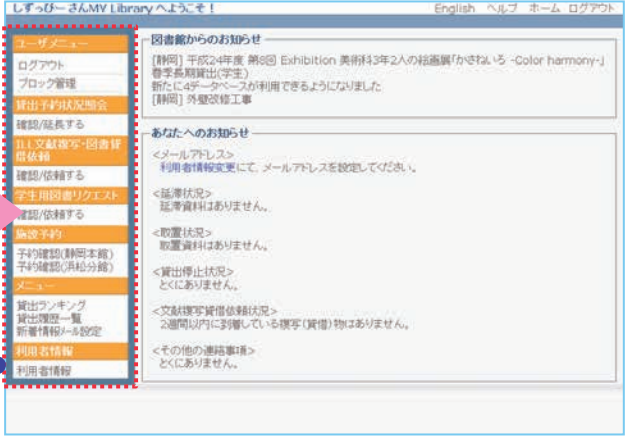 しずっぴーさんMY Library へようこそ！
English ヘルプ ホーム ログアウト
ユーザメニュー
ログアウト
ブロック管理
貸出予約状況照会
確認/延長する
ILL文献複写・図書貸
借依頼
確認/依頼する
学生用図書リクエスト
確認/依頼する
施設予約
予約確認(静岡本館)
予約確認(浜松分館)
メニュー
貸出ランキング
貸出履歴一覧
新着情報メール設定
利用者情報
利用者情報
図書館からのお知らせ
[静岡] 平成24年度 第8回 Exhibition 美術科3年2人の絵画展「かさねいろ -Color harmony-」
春季長期貸出(学生)
新たに4データベースが利用できるようになりました
[静岡] 外壁改修工事
あなたへのお知らせ
<メールアドレス>
利用者情報変更にて、メールアドレスを設定してください。
<延滞状況>
延滞資料はありません。
<取置状況>
取置資料はありません。
<貸出停止状況>
とくにありません。
<文献複写貸借依頼状況>
2週間以内に到着している複写(貸借)物はありません。
<その他の連絡事項>
とくにありません。